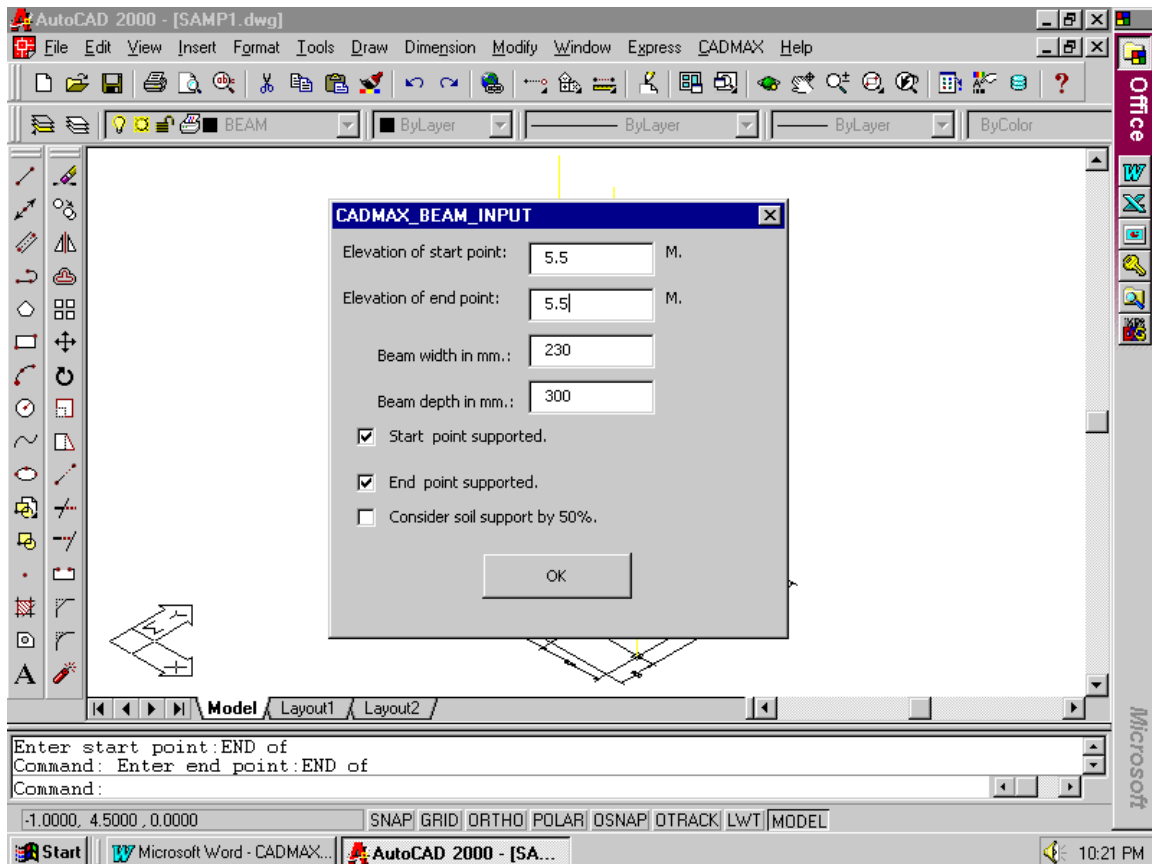 AutoCAD 2000 - [SAMP1.dwg]
File Edit View Insert Format Tools Draw Dimension Modify Window Express CADMAX Help
BEAM ByLayer ByLayer ByLayer ByColor
Office
CADMAX_BEAM_INPUT
Elevation of start point: 5.5 M.
Elevation of end point: 5.5 M.
Beam width in mm.: 230
Beam depth in mm.: 300
Start point supported.
End point supported.
Consider soil support by 50%.
OK
Model Layout1 Layout2
Enter start point:END of
Command: Enter end point:END of
Command:
Microsoft
-1.0000, 4.5000 , 0.0000 SNAP GRID ORTHO POLAR OSNAP OTRACK LWT MODEL
Start Microsoft Word - CADMAX... AutoCAD 2000 - [SA... 10:21 PM